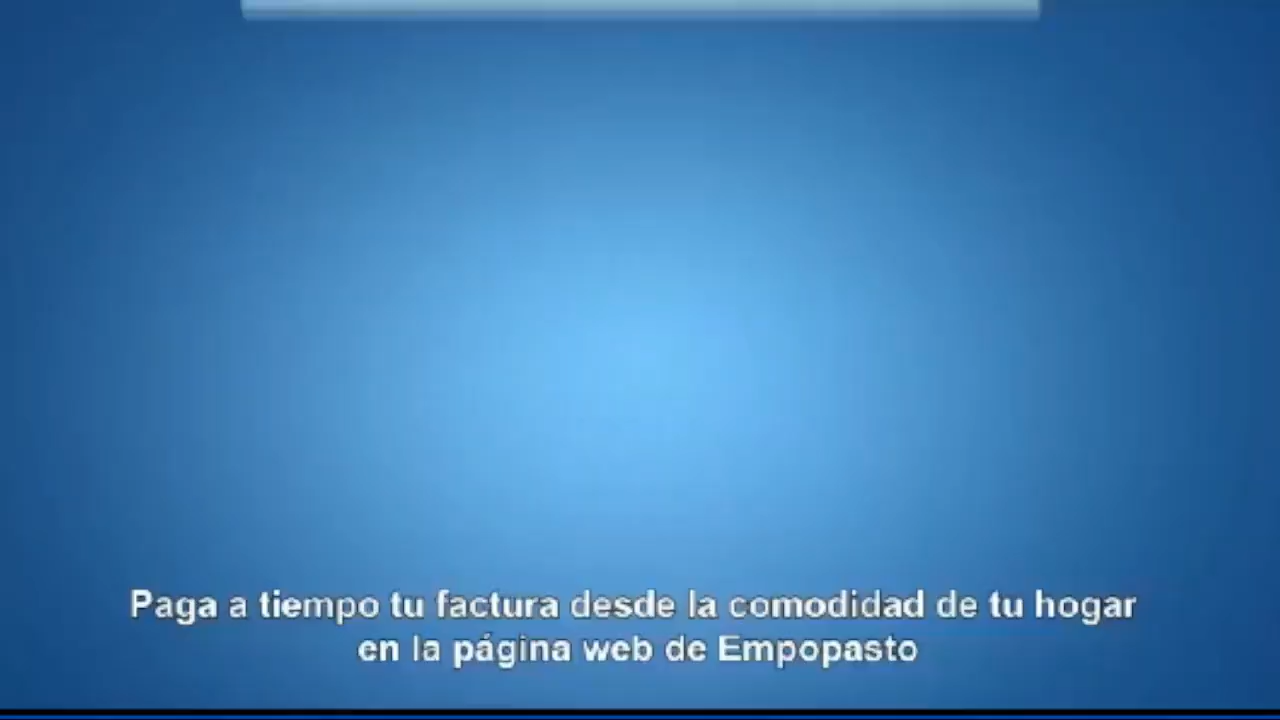 Paga a tiempo tu factura desde la comodidad de tu hogar
en la página web de Empopasto